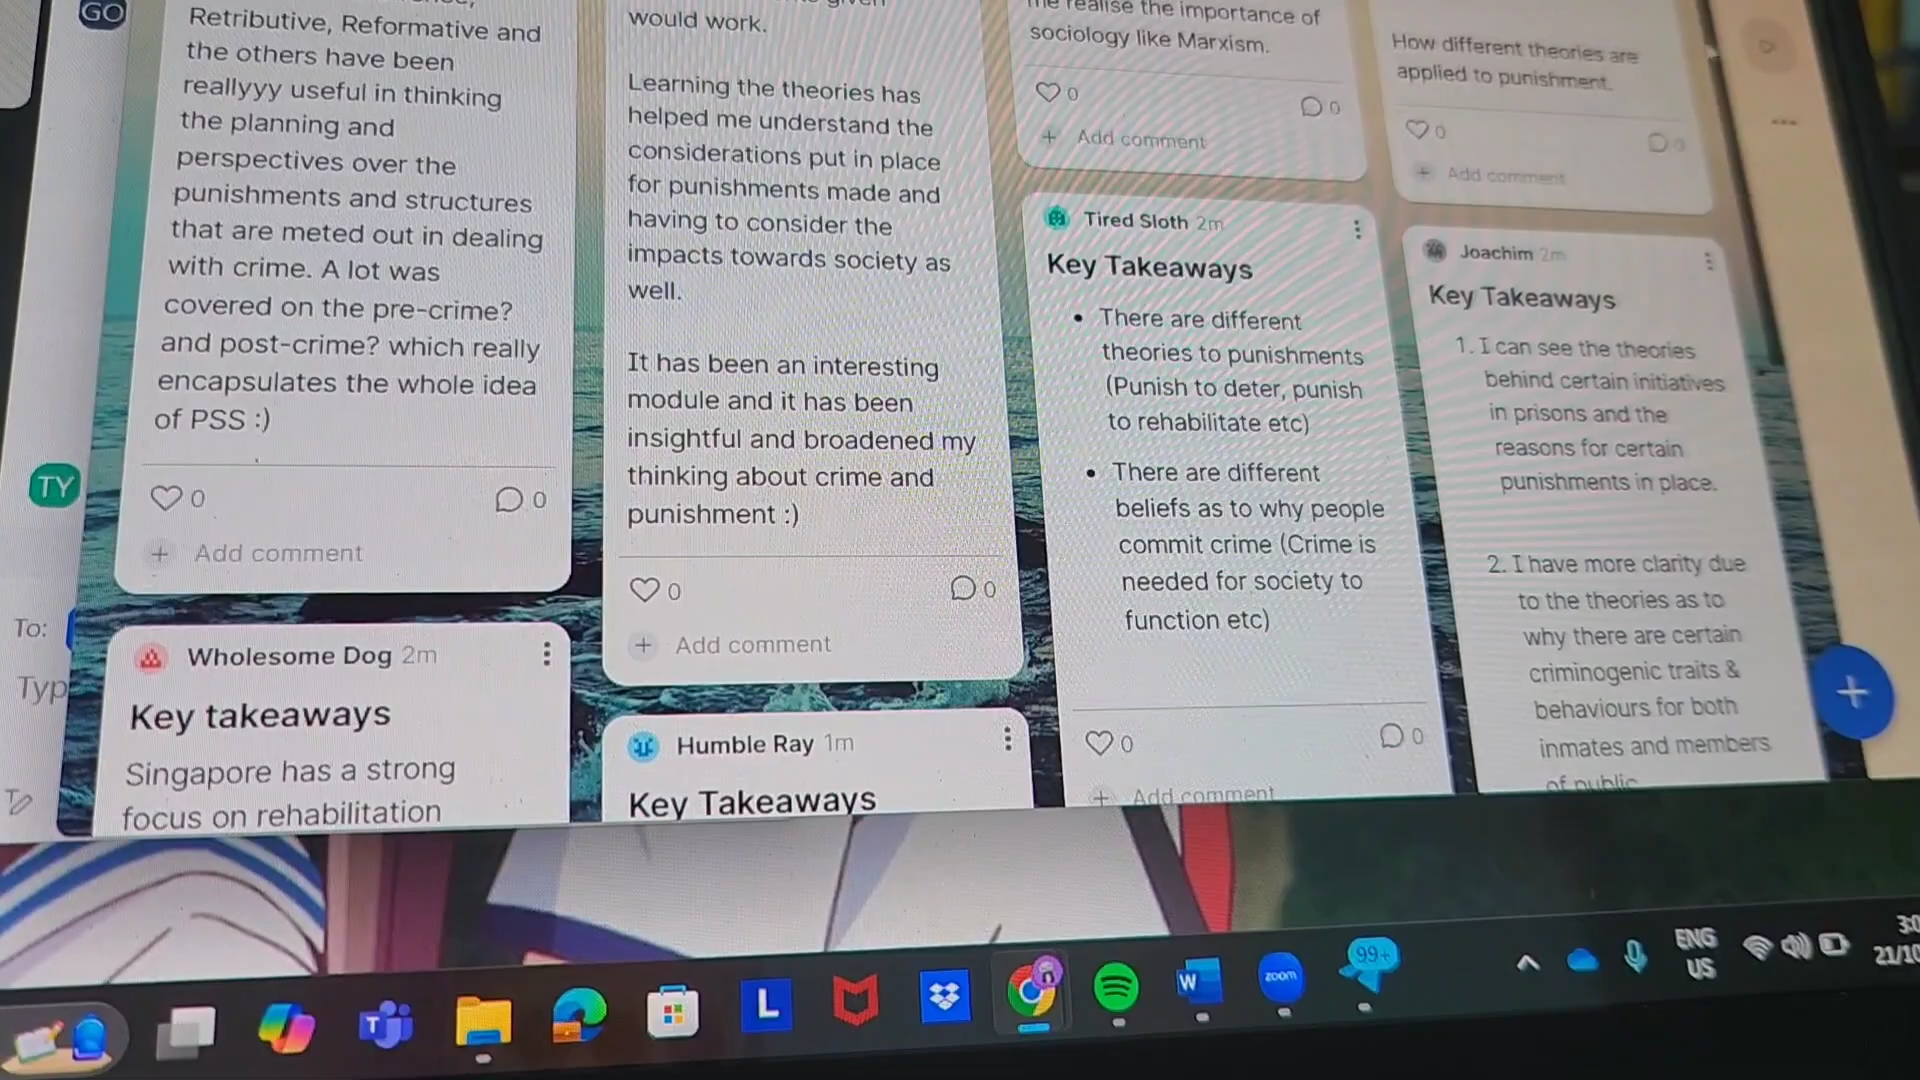 GO
Retributive, Reformative and
the others have been
reallyyy useful in thinking
the planning and
perspectives over the
punishments and structures
that are meted out in dealing
with crime. A lot was
covered on the pre-crime?
and post-crime? which really
encapsulates the whole idea
of PSS :)
0
0
+ Add comment
TY
To:
Typ
Wholesome Dog 2m
Key takeaways
Singapore has a strong
focus on rehabilitation
would work.
Learning the theories has
helped me understand the
considerations put in place
for punishments made and
having to consider the
impacts towards society as
well.
It has been an interesting
module and it has been
insightful and broadened my
thinking about crime and
punishment :)
0
0
+ Add comment
Humble Ray 1m
Key Takeaways
me realise the importance of
sociology like Marxism.
0
0
+ Add comment
Tired Sloth 2m
Key Takeaways
• There are different
theories to punishments
(Punish to deter, punish
to rehabilitate etc)
• There are different
beliefs as to why people
commit crime (Crime is
needed for society to
function etc)
0
0
+ Add comment
How different theories are
applied to punishment.
0
0
+ Add comment
Joachim 2m
Key Takeaways
1. I can see the theories
behind certain initiatives
in prisons and the
reasons for certain
punishments in place.
2. I have more clarity due
to the theories as to
why there are certain
criminogenic traits &
behaviours for both
inmates and members
of public
+
T
L
W
zoom
99+
ENG
US
3:0
21/10